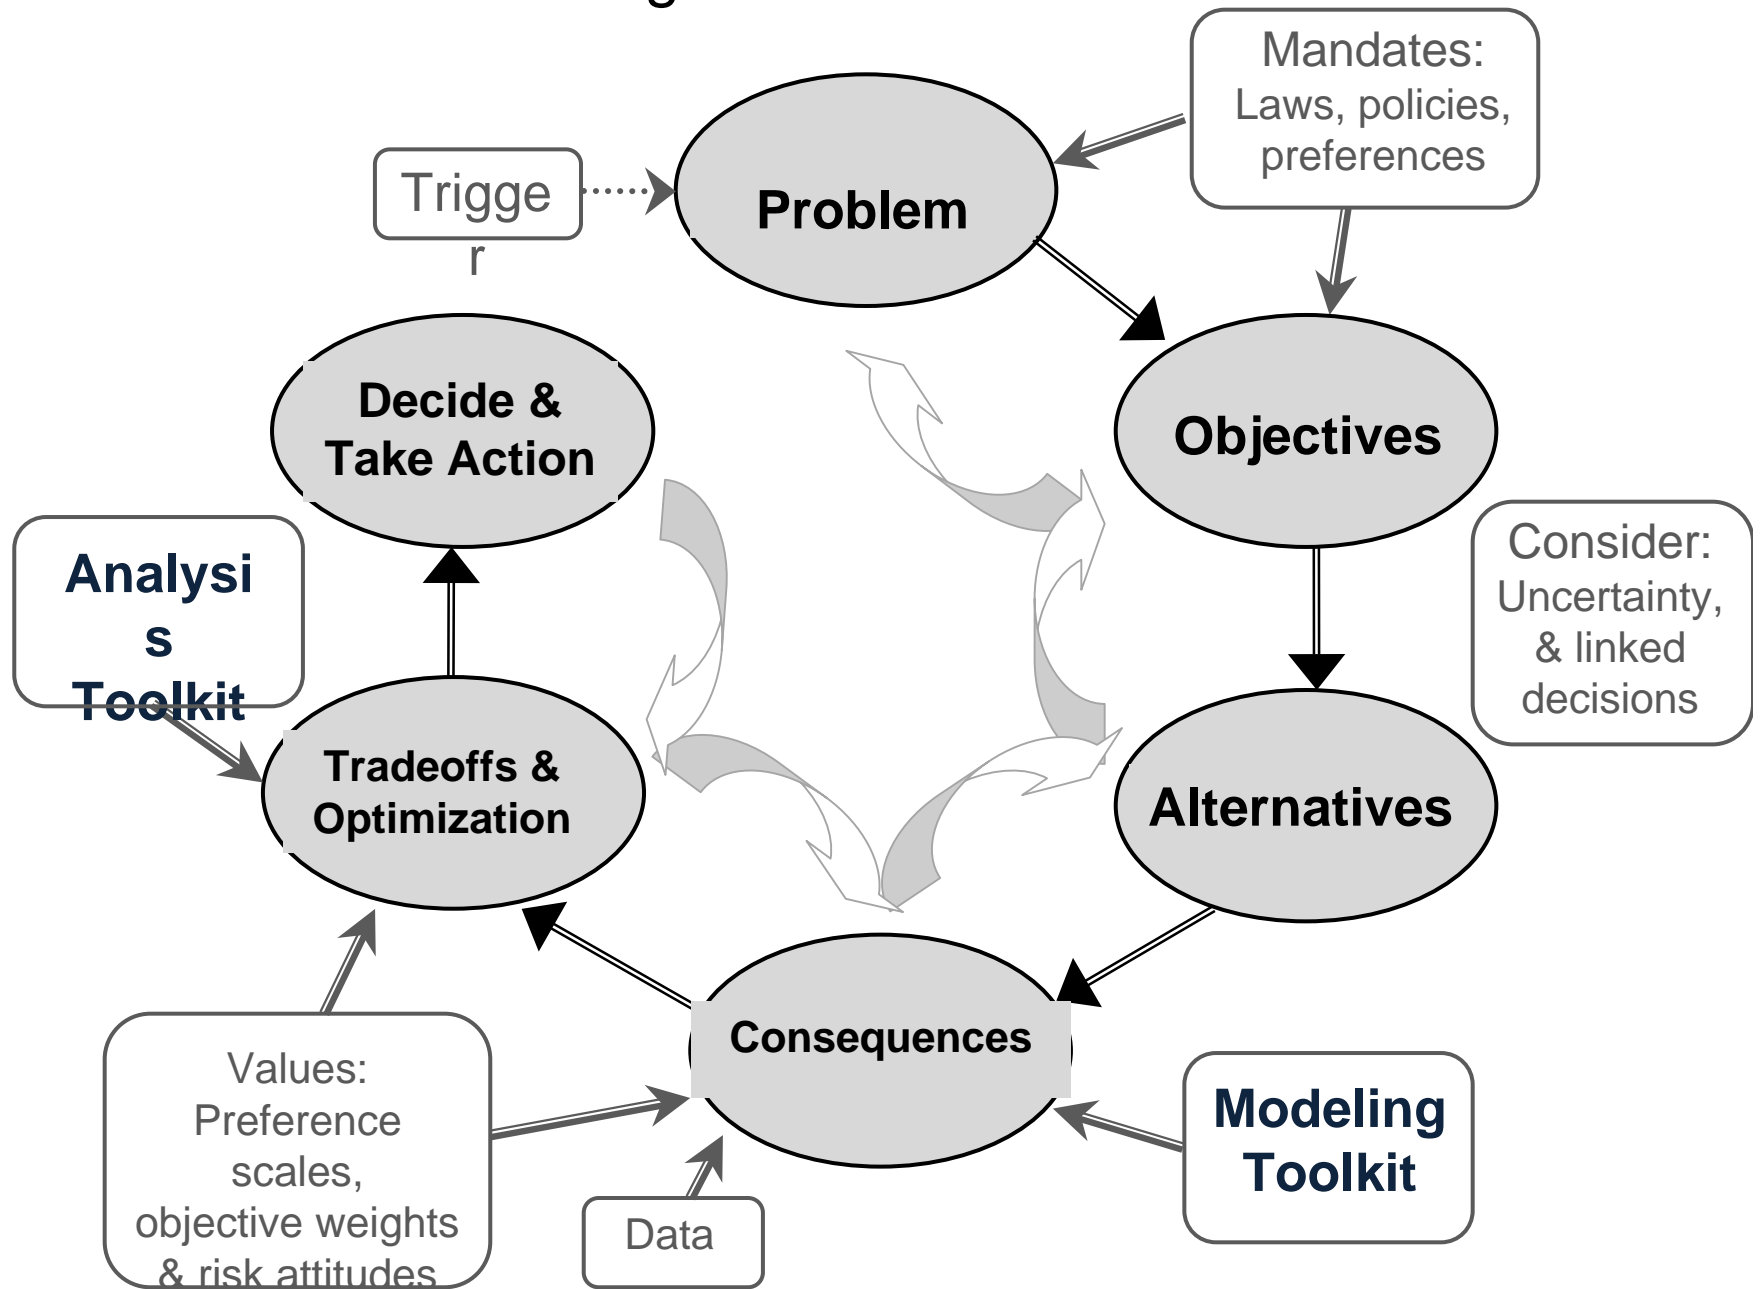 g
Mandates:
Laws, policies,
preferences
Trigge
r
Problem
Decide &
Take Action
Objectives
Analysi
s
Toolkit
Consider:
Uncertainty,
& linked
decisions
Tradeoffs &
Optimization
Alternatives
Consequences
Values:
Preference
scales,
objective weights
& risk attitudes
Data
Modeling
Toolkit